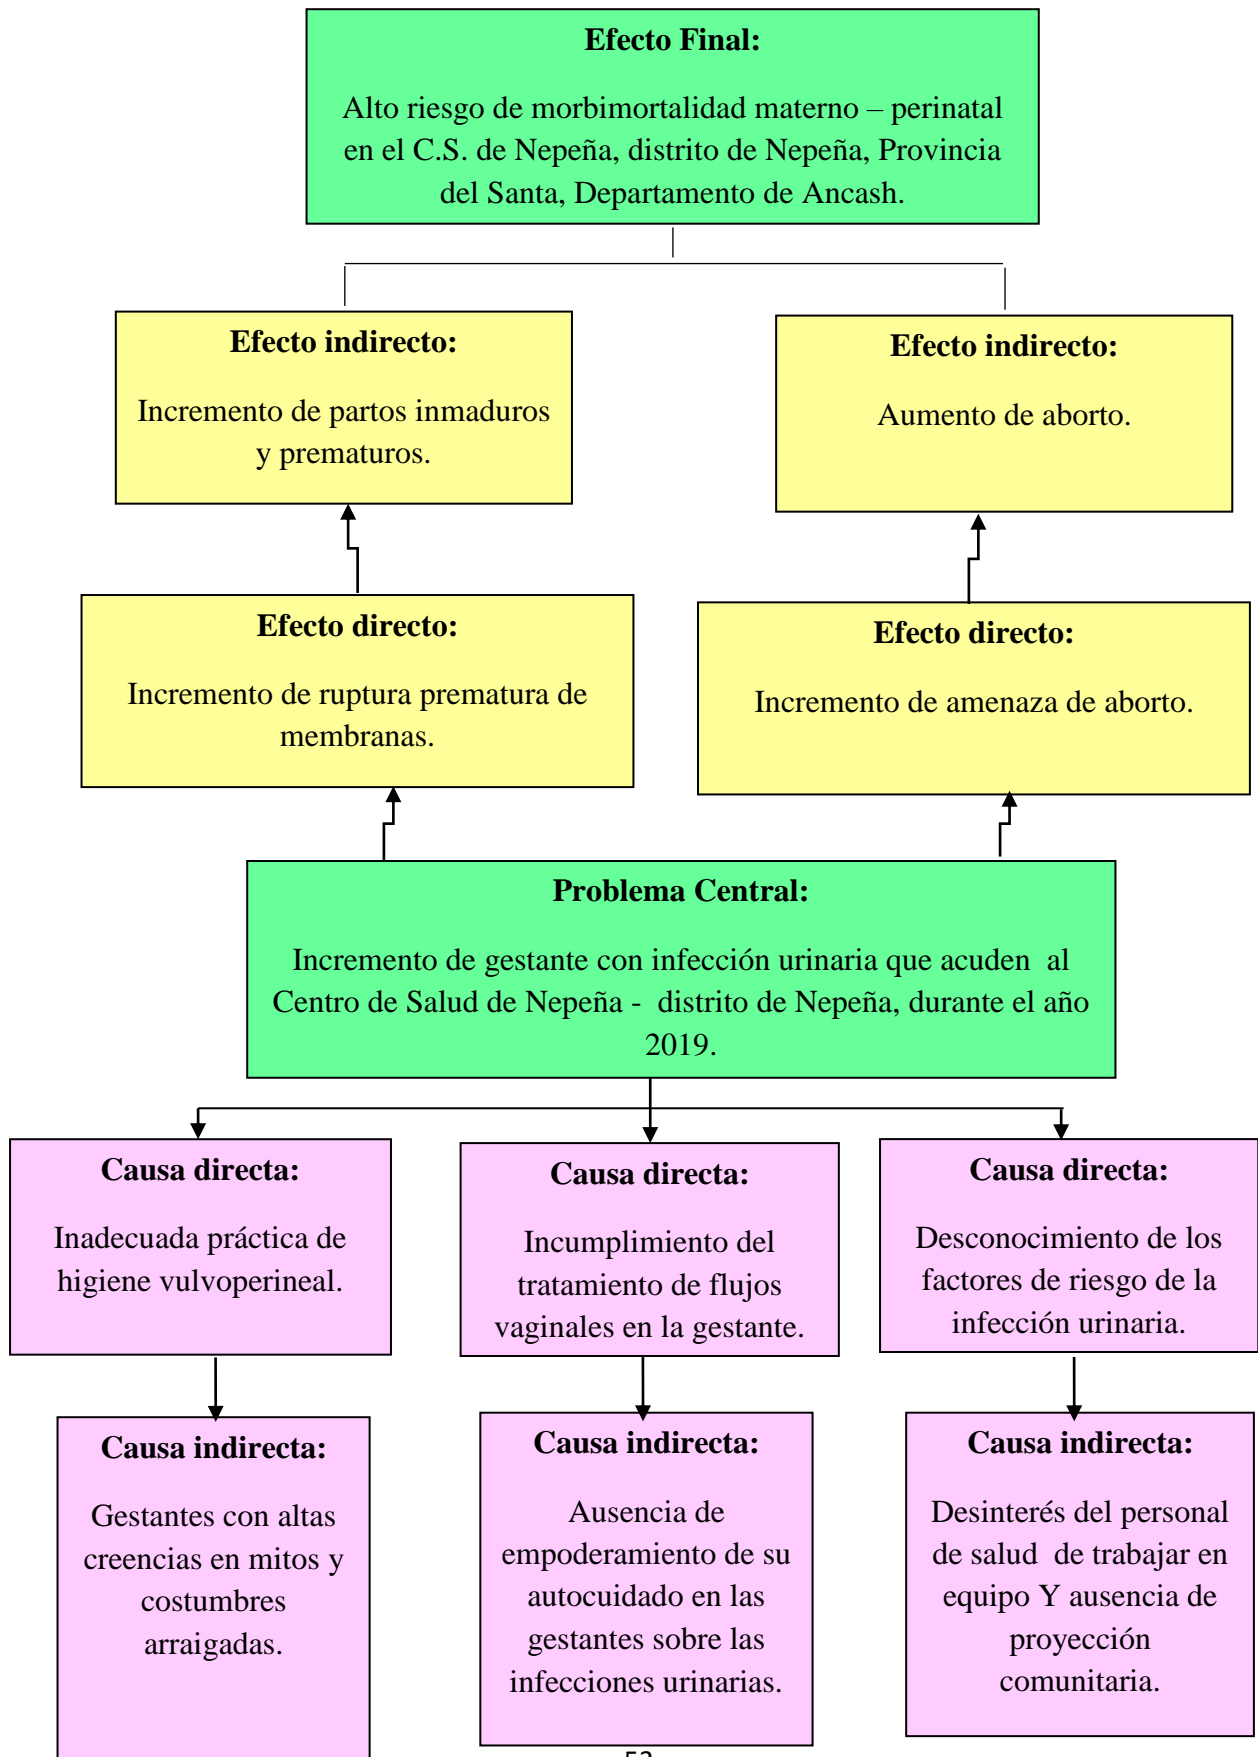 Efecto Final:
Alto riesgo de morbimortalidad materno – perinatal
en el C.S. de Nepeña, distrito de Nepeña, Provincia
del Santa, Departamento de Ancash.
Efecto indirecto:
Incremento de partos inmaduros
y prematuros.
Efecto indirecto:
Aumento de aborto.
Efecto directo:
Incremento de ruptura prematura de
membranas.
Efecto directo:
Incremento de amenaza de aborto.
Problema Central:
Incremento de gestante con infección urinaria que acuden al
Centro de Salud de Nepeña - distrito de Nepeña, durante el año
2019.
Causa directa:
Inadecuada práctica de
higiene vulvoperineal.
Causa directa:
Incumplimiento del
tratamiento de flujos
vaginales en la gestante.
Causa directa:
Desconocimiento de los
factores de riesgo de la
infección urinaria.
Causa indirecta:
Gestantes con altas
creencias en mitos y
costumbres
arraigadas.
Causa indirecta:
Ausencia de
empoderamiento de su
autocuidado en las
gestantes sobre las
infecciones urinarias.
Causa indirecta:
Desinterés del personal
de salud de trabajar en
equipo Y ausencia de
proyección
comunitaria.